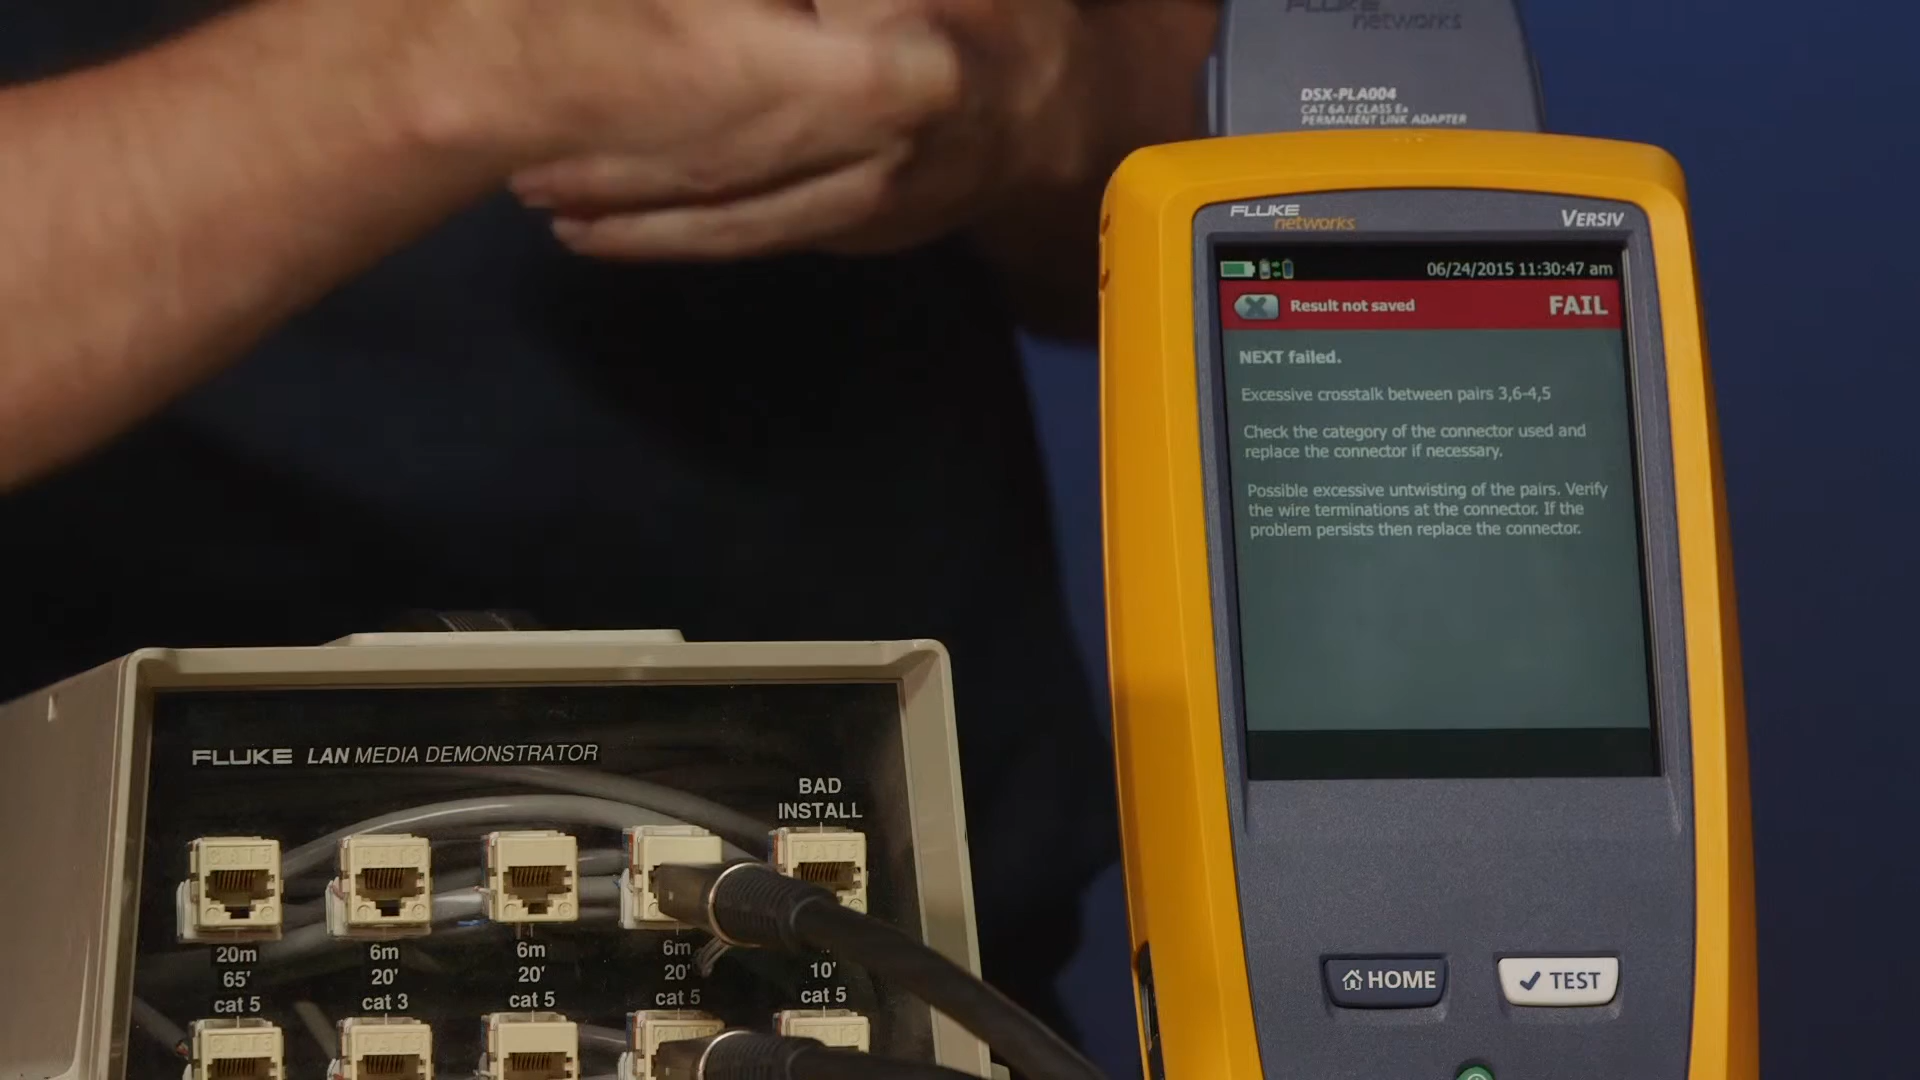 FLUKE
networks
DSX-PLA004
CAT 6A / CLASS EA
PERMANENT LINK ADAPTER
FLUKE
networks
VERSIV
06/24/2015 11:30:47 am
Result not saved
FAIL
NEXT failed.
Excessive crosstalk between pairs 3,6-4,5
Check the category of the connector used and
replace the connector if necessary.
Possible excessive untwisting of the pairs. Verify
the wire terminations at the connector. If the
problem persists then replace the connector.
HOME
TEST
FLUKE LAN MEDIA DEMONSTRATOR
BAD
INSTALL
CAT5
CAT5
CAT5
20m
65'
cat 5
6m
20'
cat 3
6m
20'
cat 5
6m
20'
cat 5
10'
cat 5